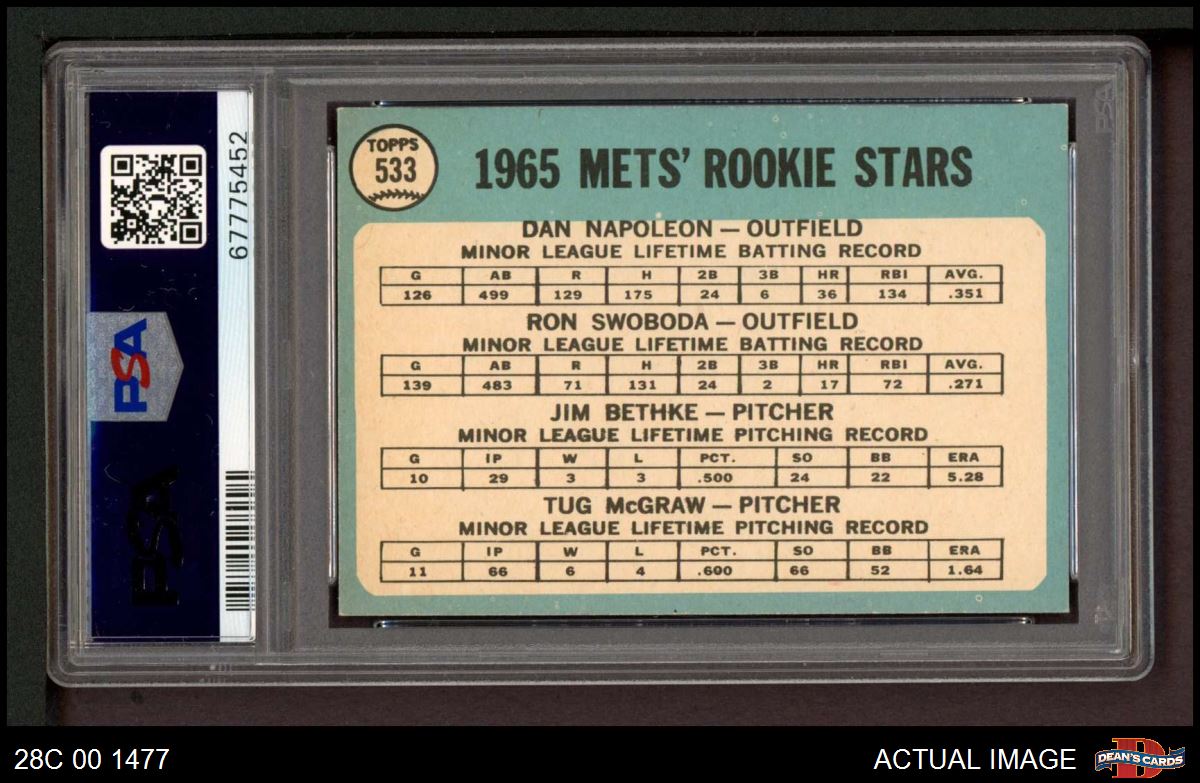 TOPPS
533
1965 METS' ROOKIE STARS
DAN NAPOLEON — OUTFIELD
MINOR LEAGUE LIFETIME BATTING RECORD
G AB R H 2B 3B HR RBI AVG.
126 499 129 175 24 6 36 134 .351
RON SWOBODA — OUTFIELD
MINOR LEAGUE LIFETIME BATTING RECORD
G AB R H 2B 3B HR RBI AVG.
139 483 71 131 24 2 17 72 .271
JIM BETHKE — PITCHER
MINOR LEAGUE LIFETIME PITCHING RECORD
G IP W L PCT. SO BB ERA
10 29 3 3 .500 24 22 5.28
TUG McGRAW — PITCHER
MINOR LEAGUE LIFETIME PITCHING RECORD
G IP W L PCT. SO BB ERA
11 66 6 4 .600 66 52 1.64
67775452
PSA
PSA
28C 00 1477
ACTUAL IMAGE
DEAN'S CARDS